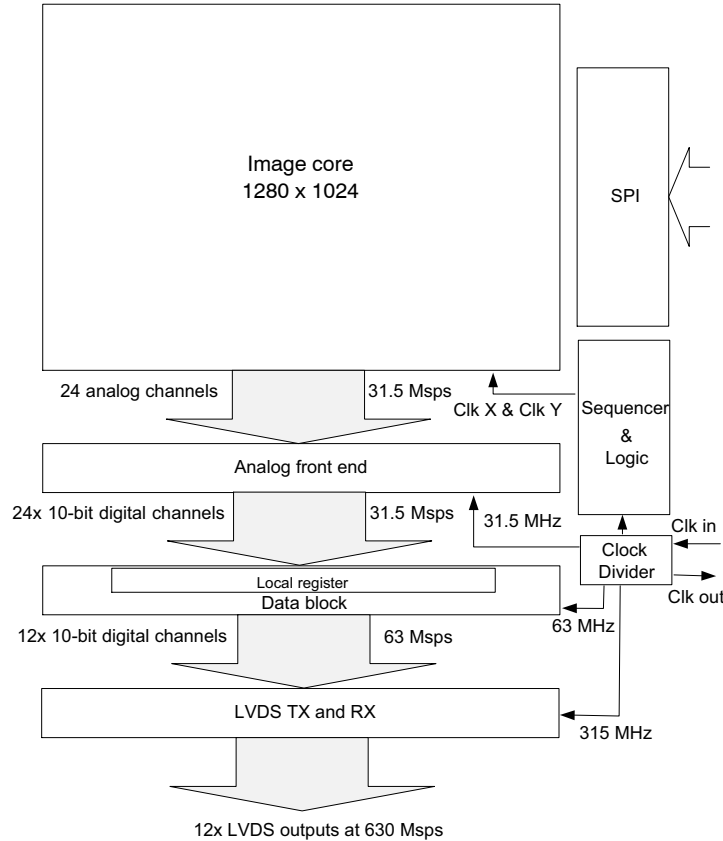 Image core
1280 x 1024
SPI
24 analog channels
31.5 Msps
Clk X & Clk Y
Sequencer
&
Logic
Analog front end
24x 10-bit digital channels
31.5 Msps
31.5 MHz
Clk in
Clock
Divider
Clk out
Local register
Data block
12x 10-bit digital channels
63 Msps
63 MHz
LVDS TX and RX
315 MHz
12x LVDS outputs at 630 Msps